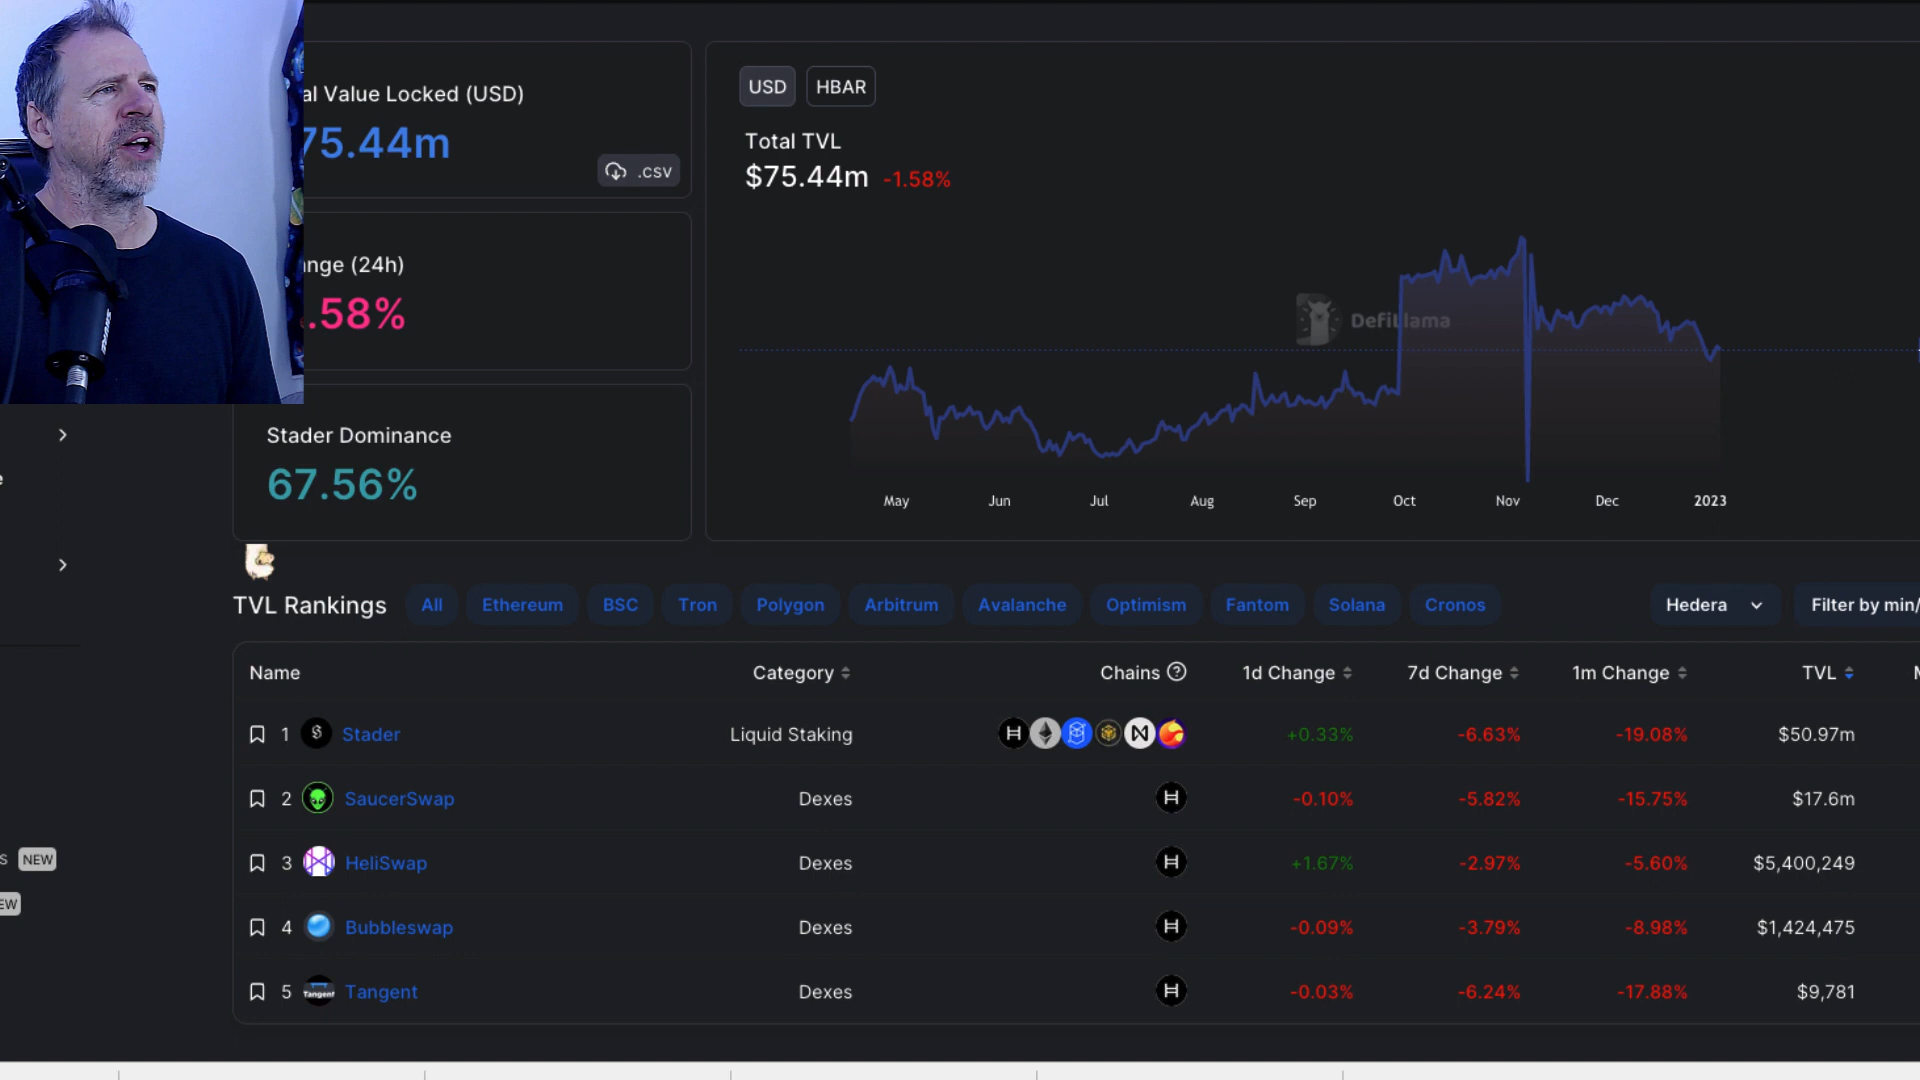 al Value Locked (USD)
75.44m
.csv
nge (24h)
.58%
Stader Dominance
67.56%
USD HBAR
Total TVL
$75.44m -1.58%
DefiLlama
May Jun Jul Aug Sep Oct Nov Dec 2023
TVL Rankings All Ethereum BSC Tron Polygon Arbitrum Avalanche Optimism Fantom Solana Cronos Hedera Filter by min/
Name Category Chains 1d Change 7d Change 1m Change TVL M
1 Stader Liquid Staking +0.33% -6.63% -19.08% $50.97m
2 SaucerSwap Dexes -0.10% -5.82% -15.75% $17.6m
3 HeliSwap Dexes +1.67% -2.97% -5.60% $5,400,249
4 Bubbleswap Dexes -0.09% -3.79% -8.98% $1,424,475
5 Tangent Tangent Dexes -0.03% -6.24% -17.88% $9,781
e
s NEW
EW